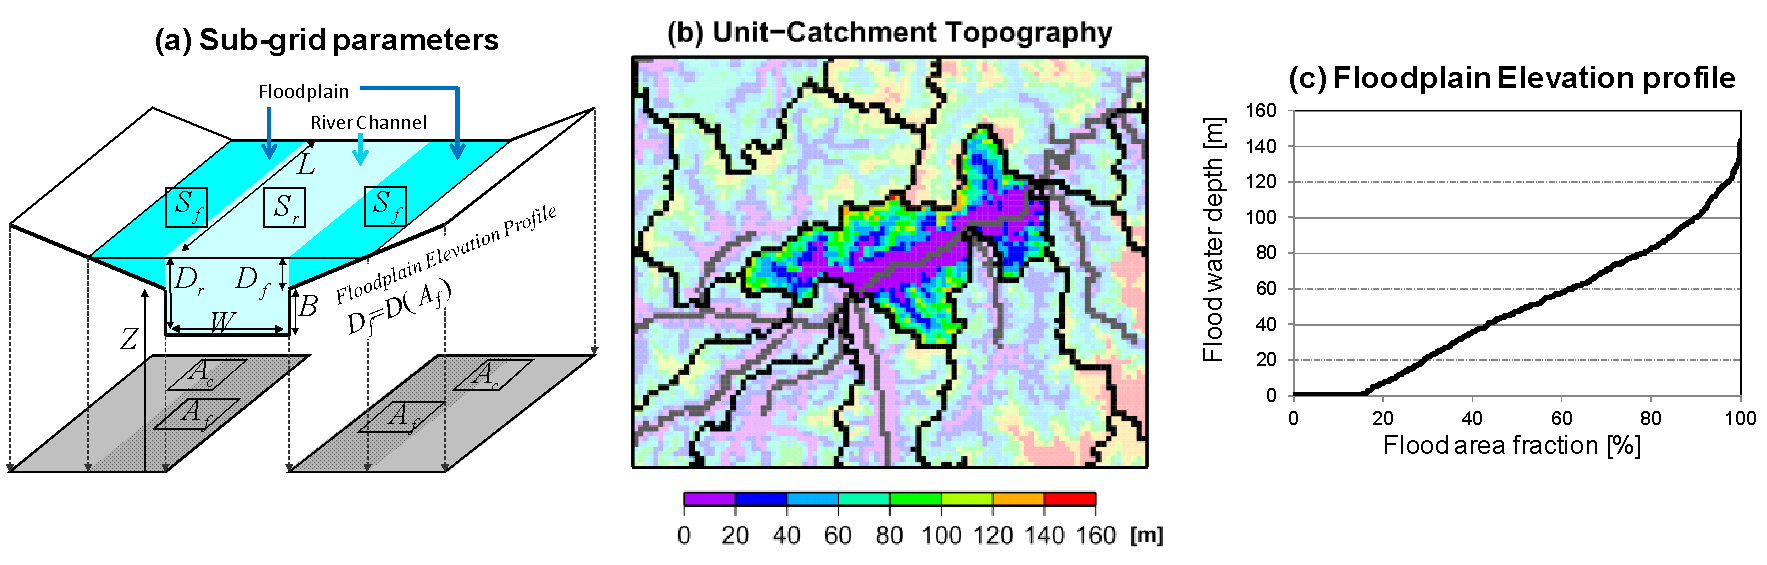 (a) Sub-grid parameters
Floodplain
River Channel
L
S_f
S_r
S_f
D_r
D_f
B
W
Z
Floodplain Elevation Profile
D_f=D(A_f)
A_c
A_f
A_c
A_f
(b) Unit−Catchment Topography
0 20 40 60 80 100 120 140 160 [m]
(c) Floodplain Elevation profile
Flood water depth [m]
160
140
120
100
80
60
40
20
0
0 20 40 60 80 100
Flood area fraction [%]